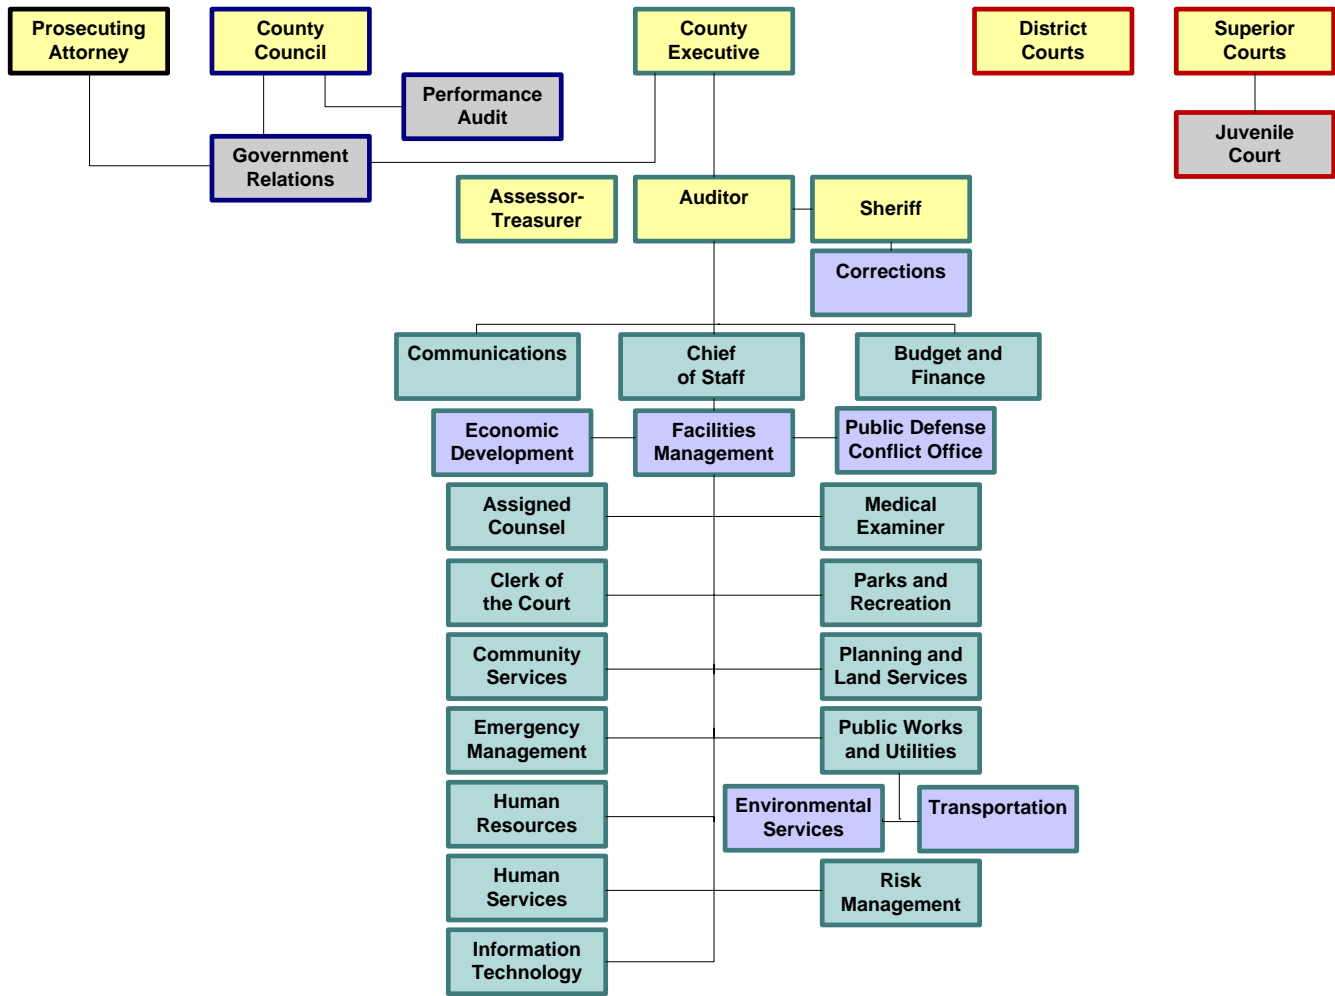 Prosecuting
Attorney
County
Council
County
Executive
District
Courts
Superior
Courts
Performance
Audit
Government
Relations
Juvenile
Court
Assessor-
Treasurer
Auditor
Sheriff
Corrections
Communications
Chief
of Staff
Budget and
Finance
Economic
Development
Facilities
Management
Public Defense
Conflict Office
Assigned
Counsel
Medical
Examiner
Clerk of
the Court
Parks and
Recreation
Community
Services
Planning and
Land Services
Emergency
Management
Public Works
and Utilities
Human
Resources
Environmental
Services
Transportation
Human
Services
Risk
Management
Information
Technology